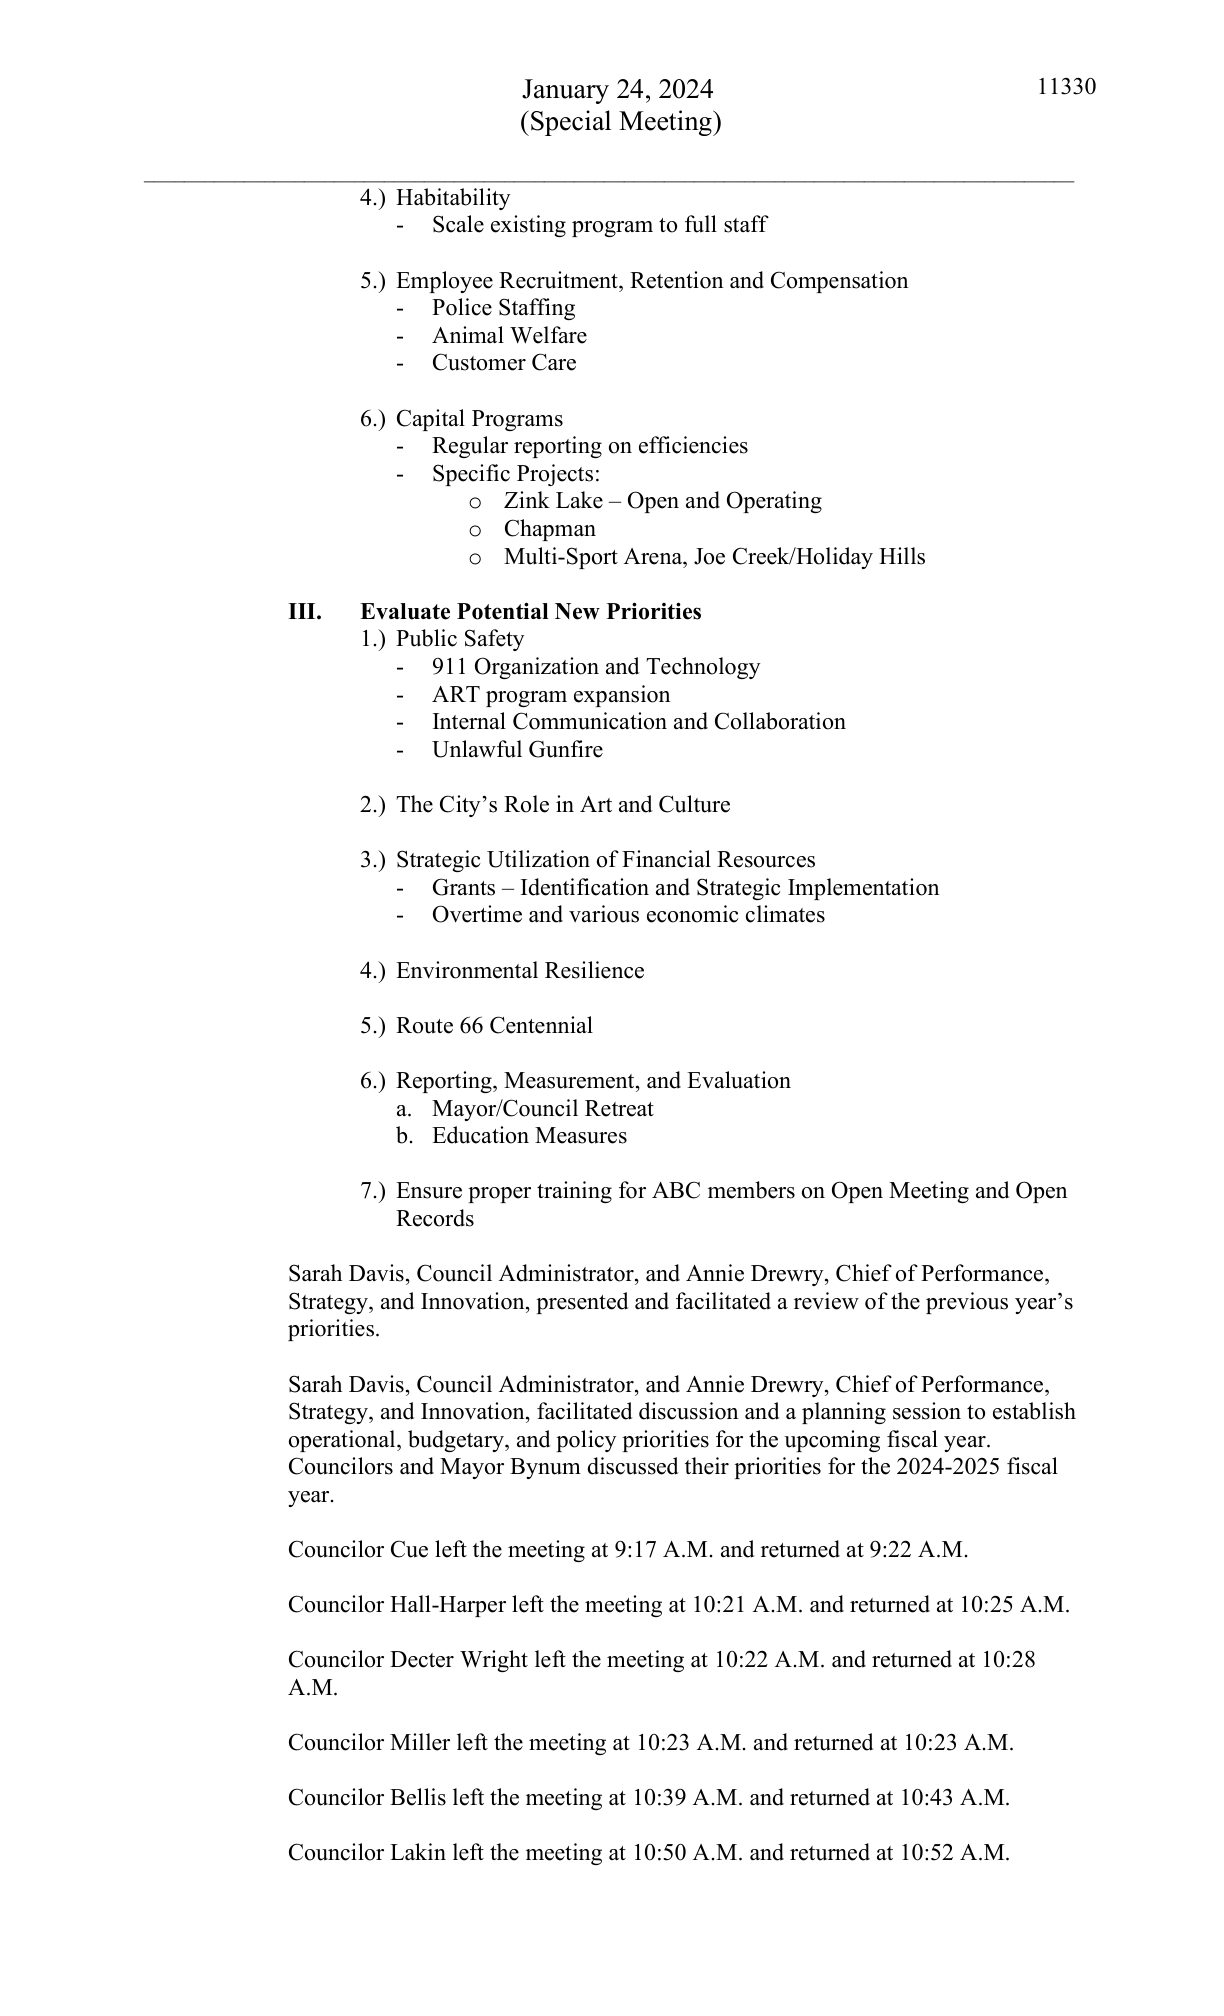 January 24, 2024
11330
(Special Meeting)
4.) Habitability
- Scale existing program to full staff
5.) Employee Recruitment, Retention and Compensation
- Police Staffing
- Animal Welfare
- Customer Care
6.) Capital Programs
- Regular reporting on efficiencies
- Specific Projects:
o Zink Lake – Open and Operating
o Chapman
o Multi-Sport Arena, Joe Creek/Holiday Hills
III. Evaluate Potential New Priorities
1.) Public Safety
- 911 Organization and Technology
- ART program expansion
- Internal Communication and Collaboration
- Unlawful Gunfire
2.) The City’s Role in Art and Culture
3.) Strategic Utilization of Financial Resources
- Grants – Identification and Strategic Implementation
- Overtime and various economic climates
4.) Environmental Resilience
5.) Route 66 Centennial
6.) Reporting, Measurement, and Evaluation
a. Mayor/Council Retreat
b. Education Measures
7.) Ensure proper training for ABC members on Open Meeting and Open
Records
Sarah Davis, Council Administrator, and Annie Drewry, Chief of Performance,
Strategy, and Innovation, presented and facilitated a review of the previous year’s
priorities.
Sarah Davis, Council Administrator, and Annie Drewry, Chief of Performance,
Strategy, and Innovation, facilitated discussion and a planning session to establish
operational, budgetary, and policy priorities for the upcoming fiscal year.
Councilors and Mayor Bynum discussed their priorities for the 2024-2025 fiscal
year.
Councilor Cue left the meeting at 9:17 A.M. and returned at 9:22 A.M.
Councilor Hall-Harper left the meeting at 10:21 A.M. and returned at 10:25 A.M.
Councilor Decter Wright left the meeting at 10:22 A.M. and returned at 10:28
A.M.
Councilor Miller left the meeting at 10:23 A.M. and returned at 10:23 A.M.
Councilor Bellis left the meeting at 10:39 A.M. and returned at 10:43 A.M.
Councilor Lakin left the meeting at 10:50 A.M. and returned at 10:52 A.M.